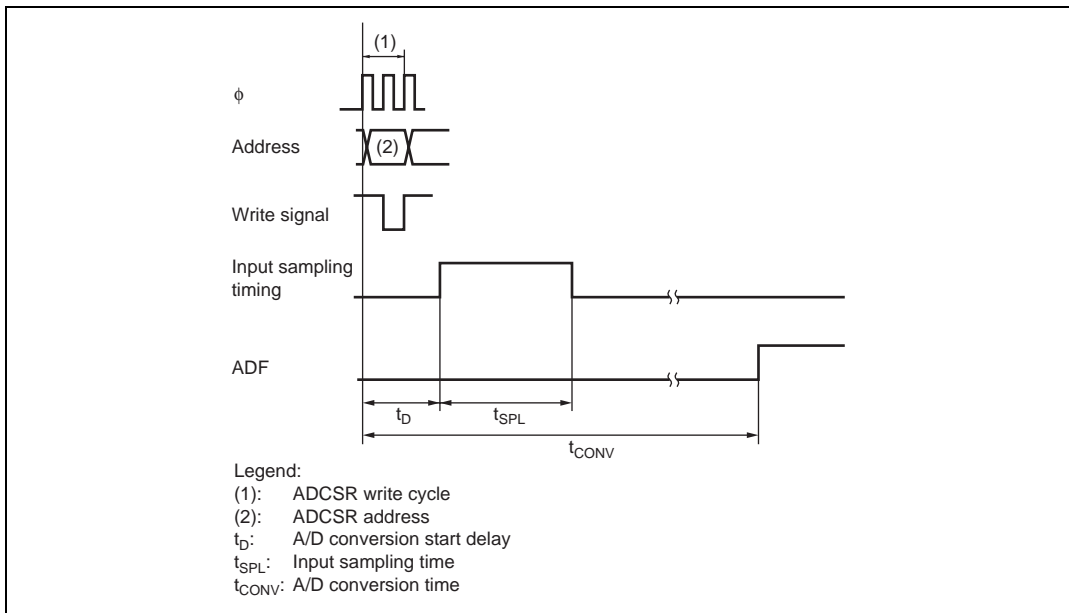 (1)
ϕ
Address
(2)
Write signal
Input sampling
timing
ADF
tD
tSPL
tCONV
Legend:
(1): ADCSR write cycle
(2): ADCSR address
tD: A/D conversion start delay
tSPL: Input sampling time
tCONV: A/D conversion time